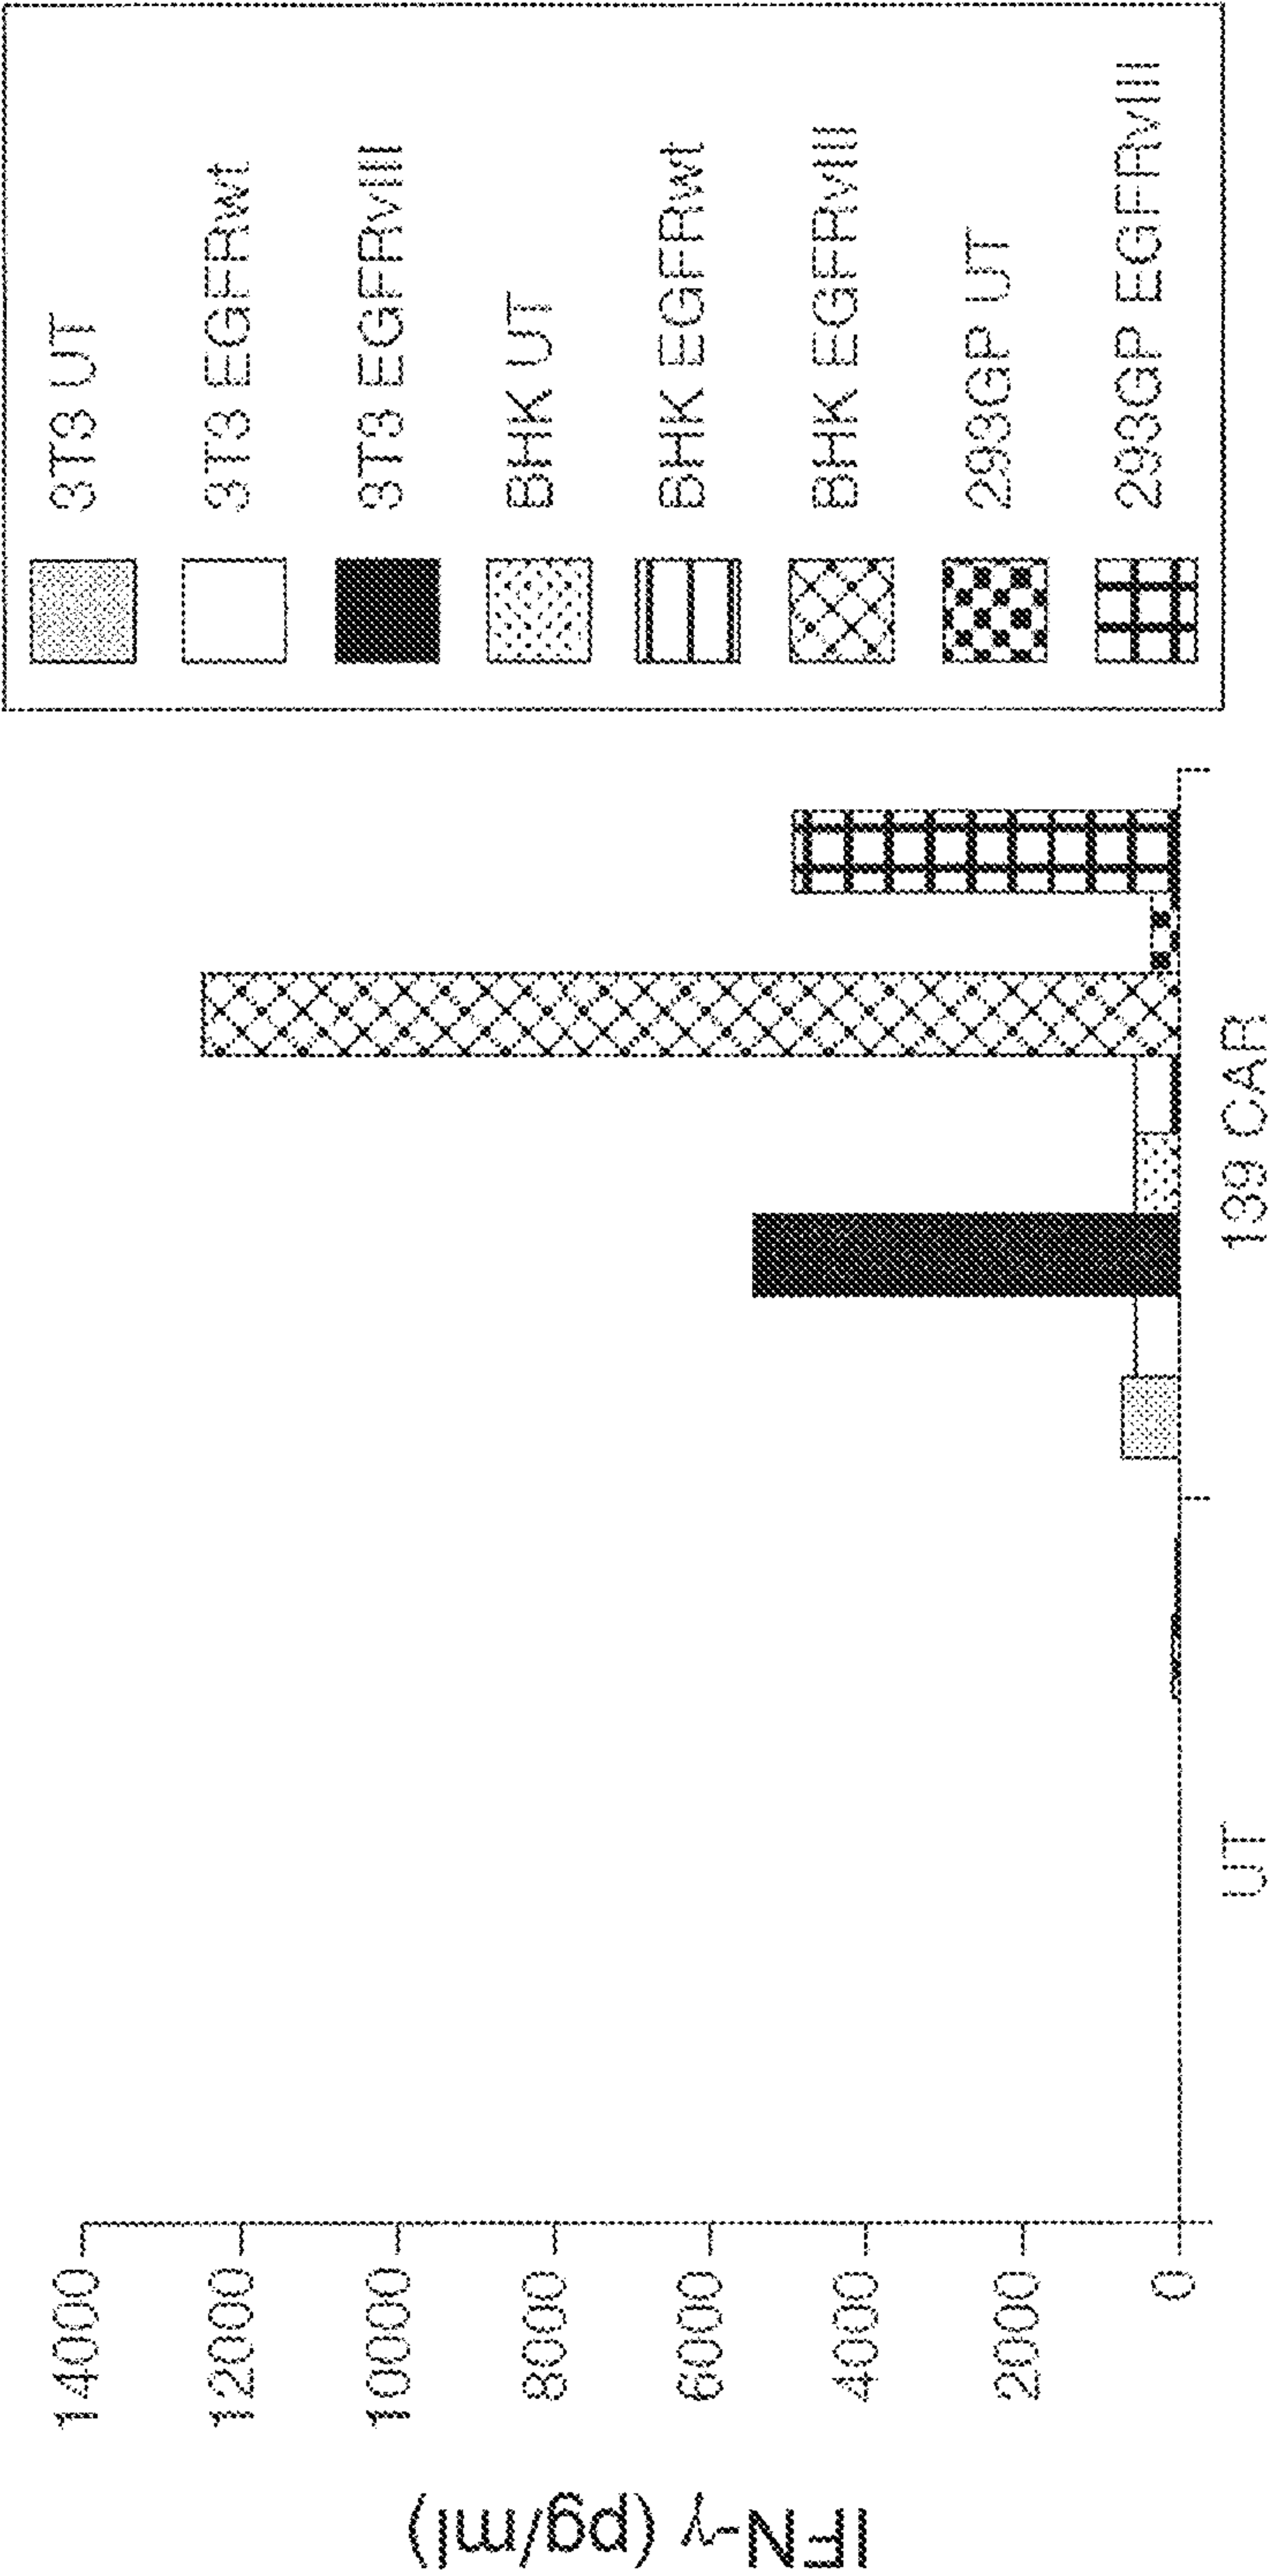 IFN-γ (pg/ml)
14000
12000
10000
8000
6000
4000
2000
0
UT
139 CAR
3T3 UT
3T3 EGFRwt
3T3 EGFRvIII
BHK UT
BHK EGFRwt
BHK EGFRvIII
293GP UT
293GP EGFRvIII